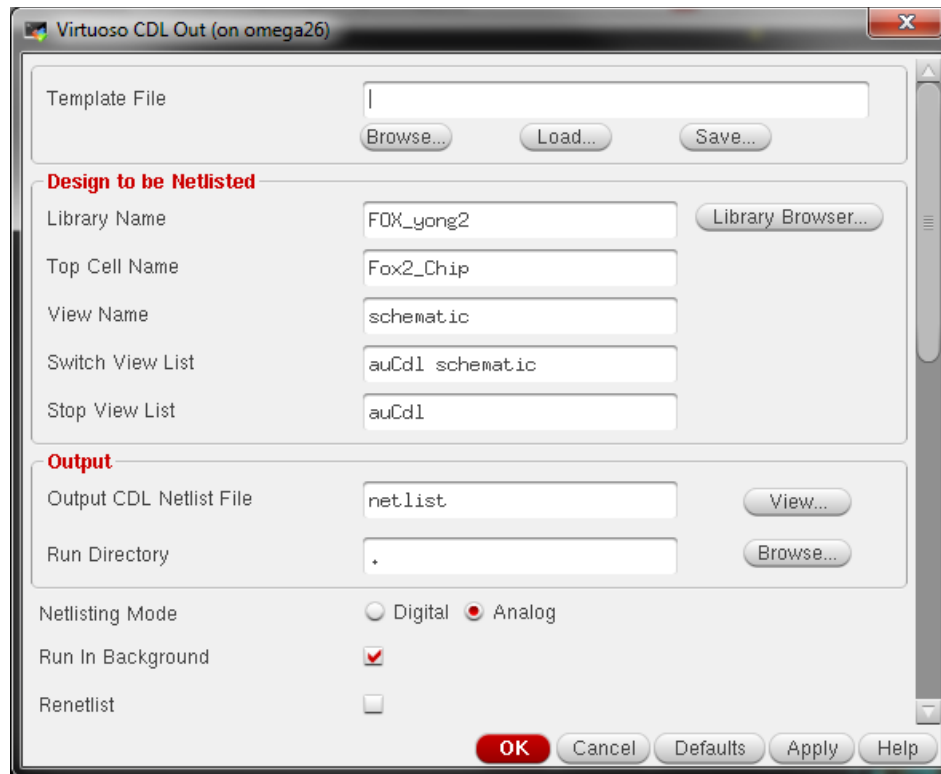 Virtuoso CDL Out (on omega26)
Template File
Browse... Load... Save...
Design to be Netlisted
Library Name FOX_yong2 Library Browser...
Top Cell Name Fox2_Chip
View Name schematic
Switch View List auCdl schematic
Stop View List auCdl
Output
Output CDL Netlist File netlist View...
Run Directory . Browse...
Netlisting Mode Digital Analog
Run In Background
Renetlist
OK Cancel Defaults Apply Help